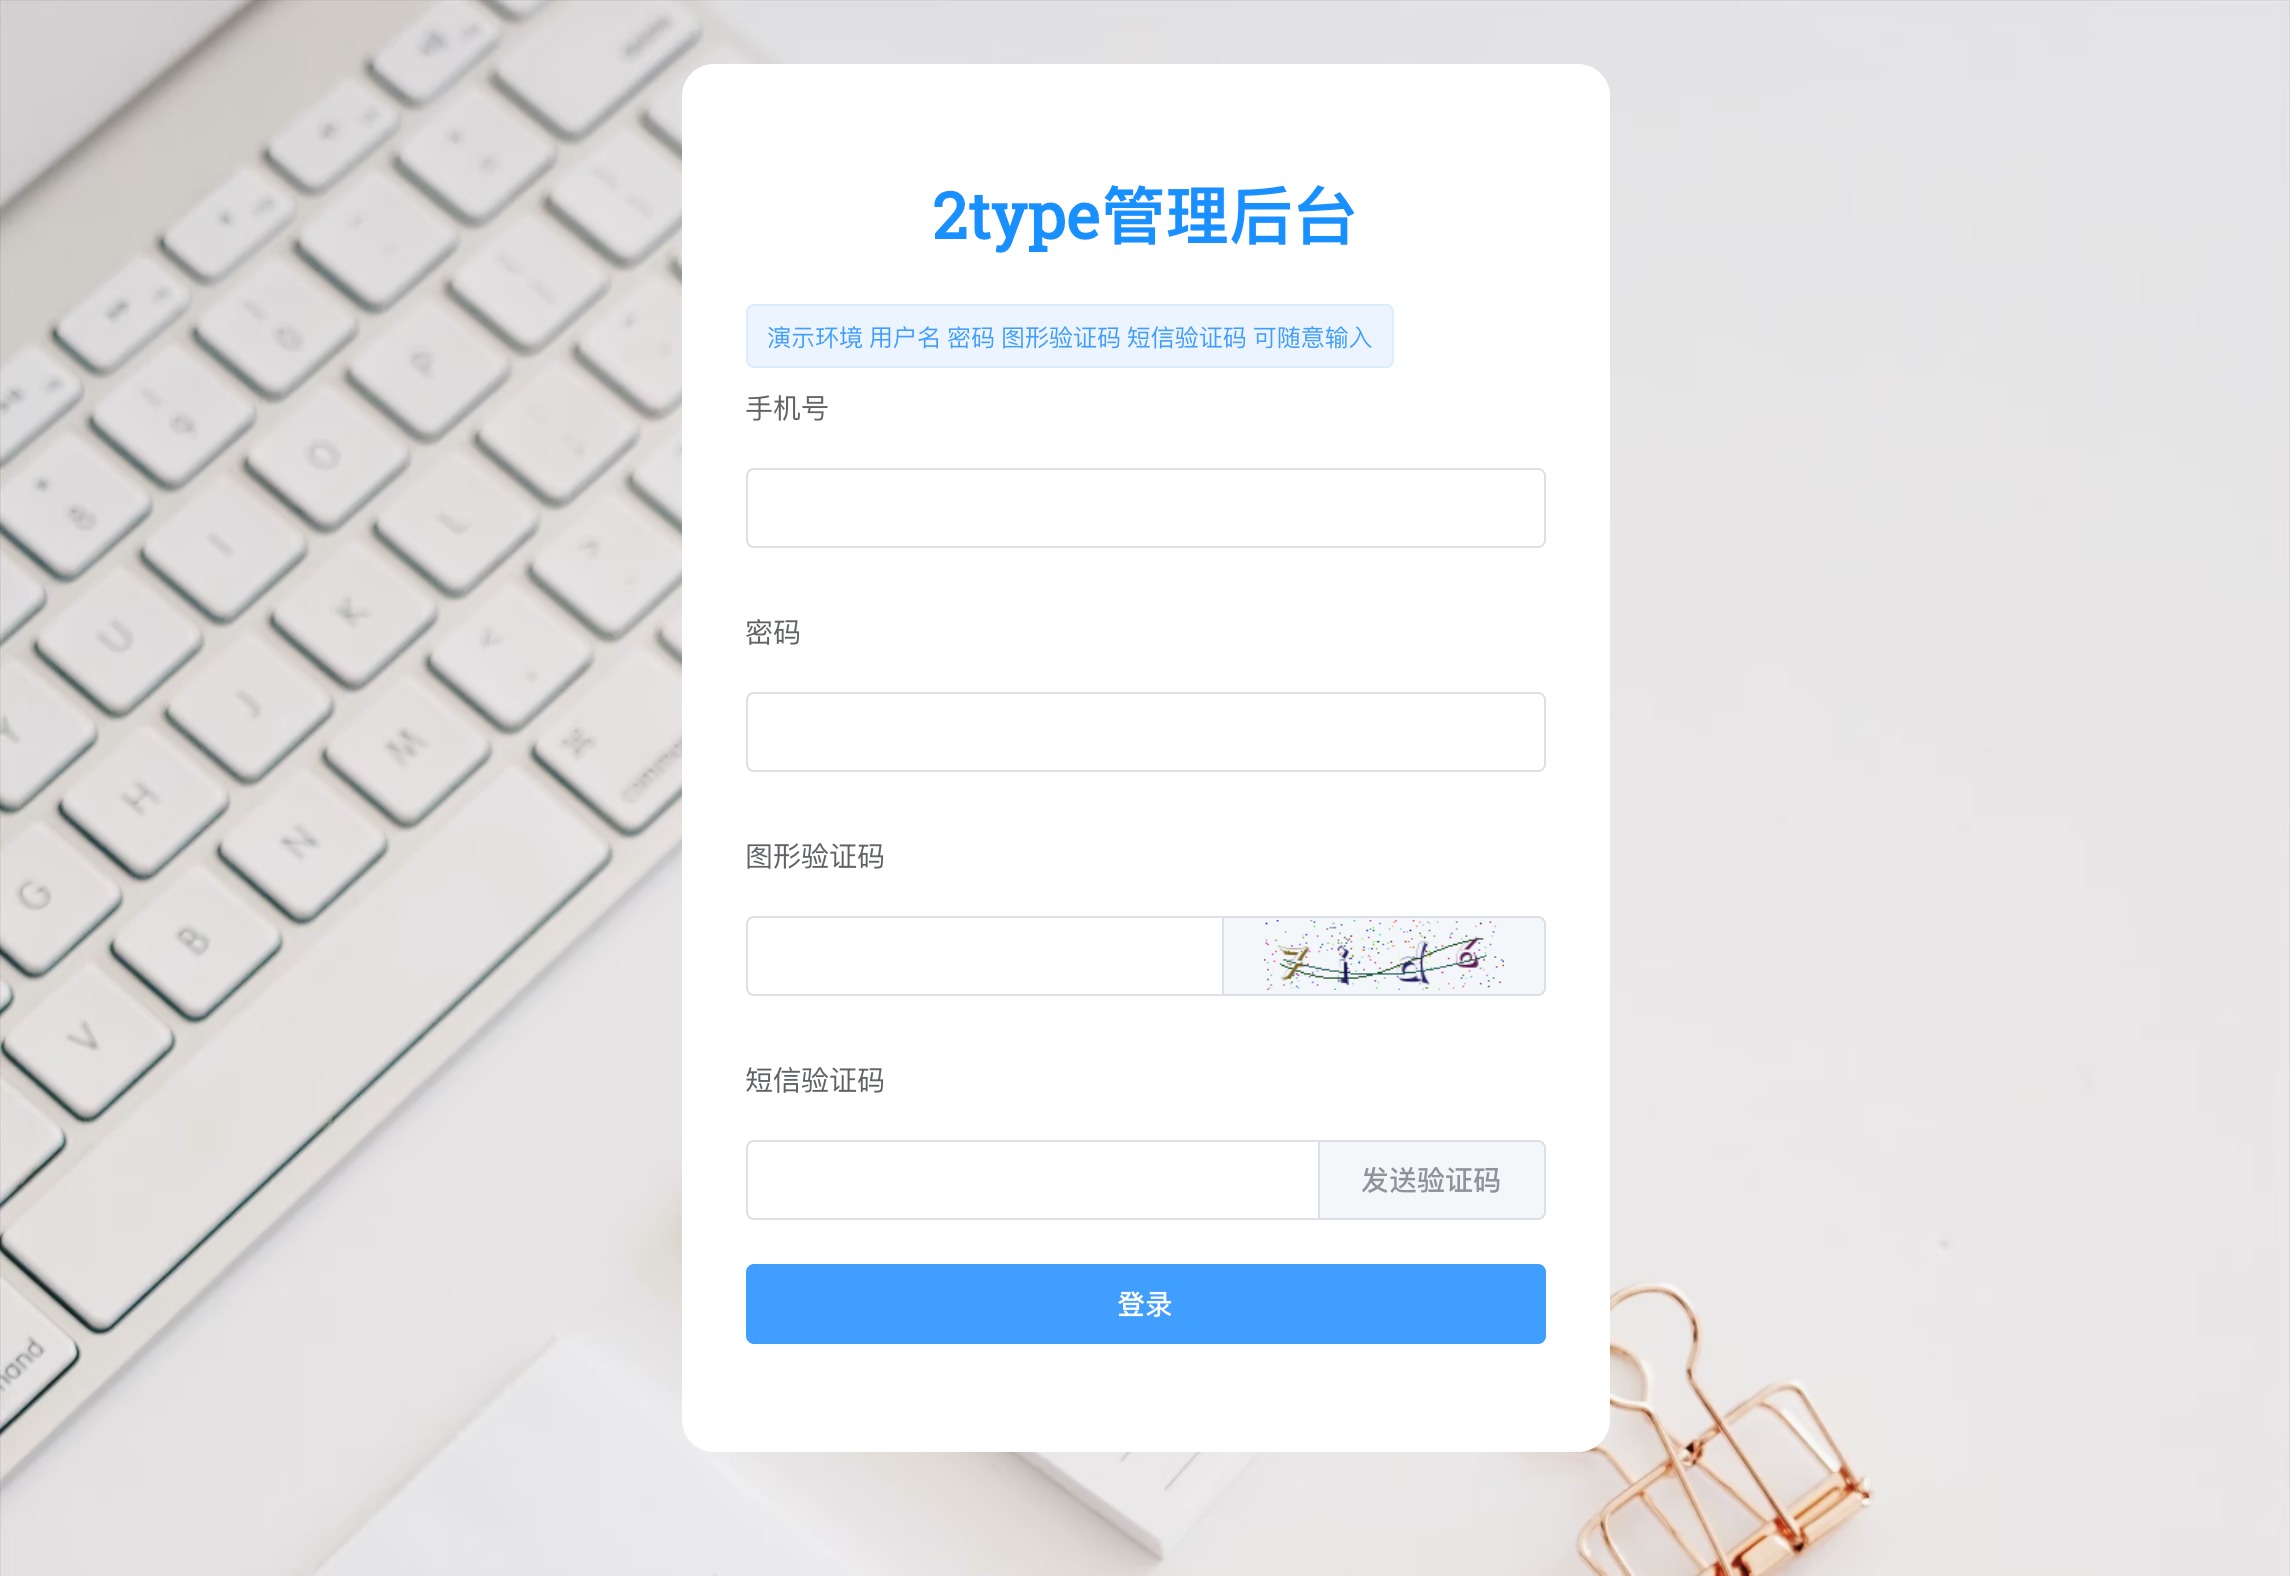 2type管理后台
演示环境 用户名 密码 图形验证码 短信验证码 可随意输入
手机号
密码
图形验证码
短信验证码
发送验证码
登录